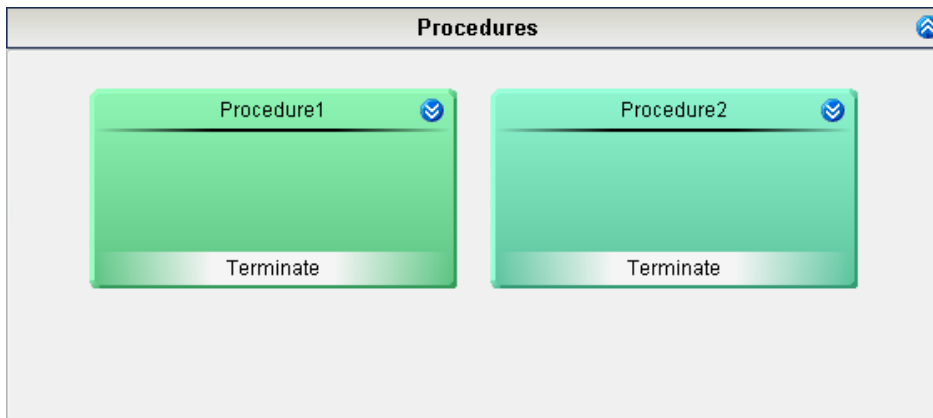 Procedures
Procedure1
Procedure2
Terminate
Terminate